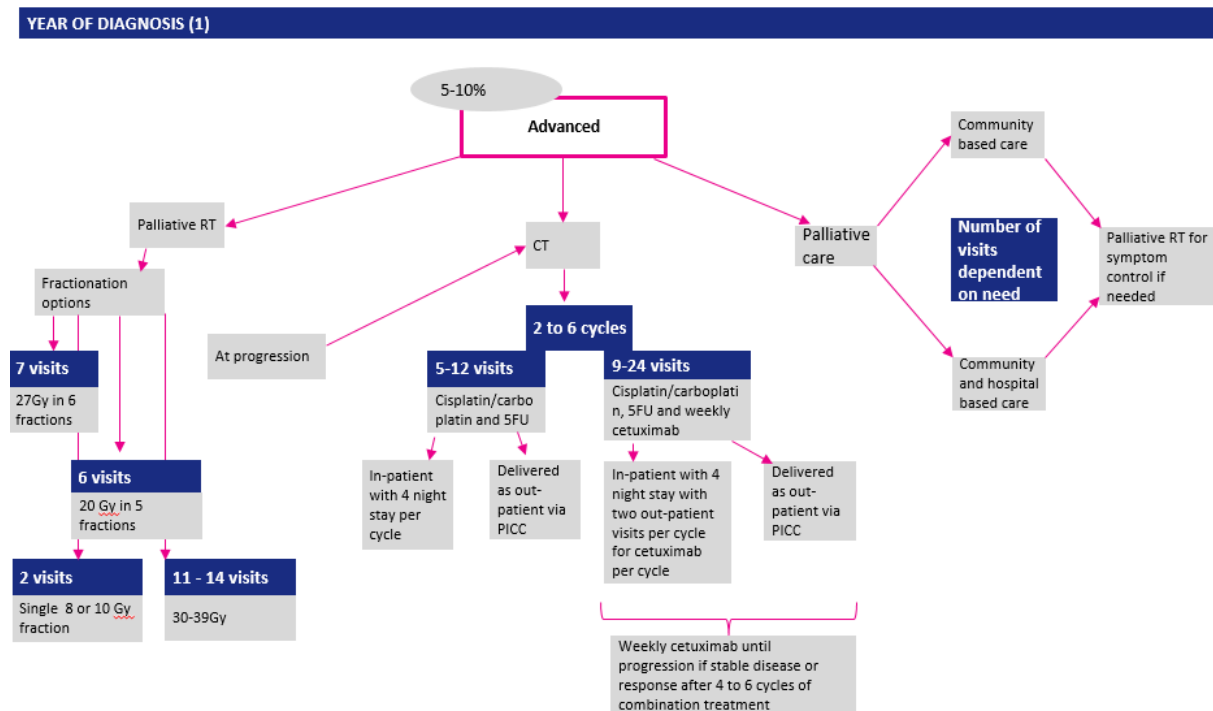 YEAR OF DIAGNOSIS (1)
5-10%
Advanced
Palliative RT
Fractionation
options
7 visits
27Gy in 6
fractions
6 visits
20 Gy in 5
fractions
2 visits
Single 8 or 10 Gy
fraction
11 - 14 visits
30-39Gy
At progression
CT
2 to 6 cycles
5-12 visits
Cisplatin/carbo
platin and 5FU
In-patient
with 4 night
stay per
cycle
Delivered
as out-
patient via
PICC
9-24 visits
Cisplatin/carboplati
n, 5FU and weekly
cetuximab
In-patient with 4
night stay with
two out-patient
visits per cycle
for cetuximab
per cycle
Delivered
as out-
patient via
PICC
Weekly cetuximab until
progression if stable disease or
response after 4 to 6 cycles of
combination treatment
Palliative
care
Community
based care
Number of
visits
dependent
on need
Community
and hospital
based care
Palliative RT for
symptom
control if
needed